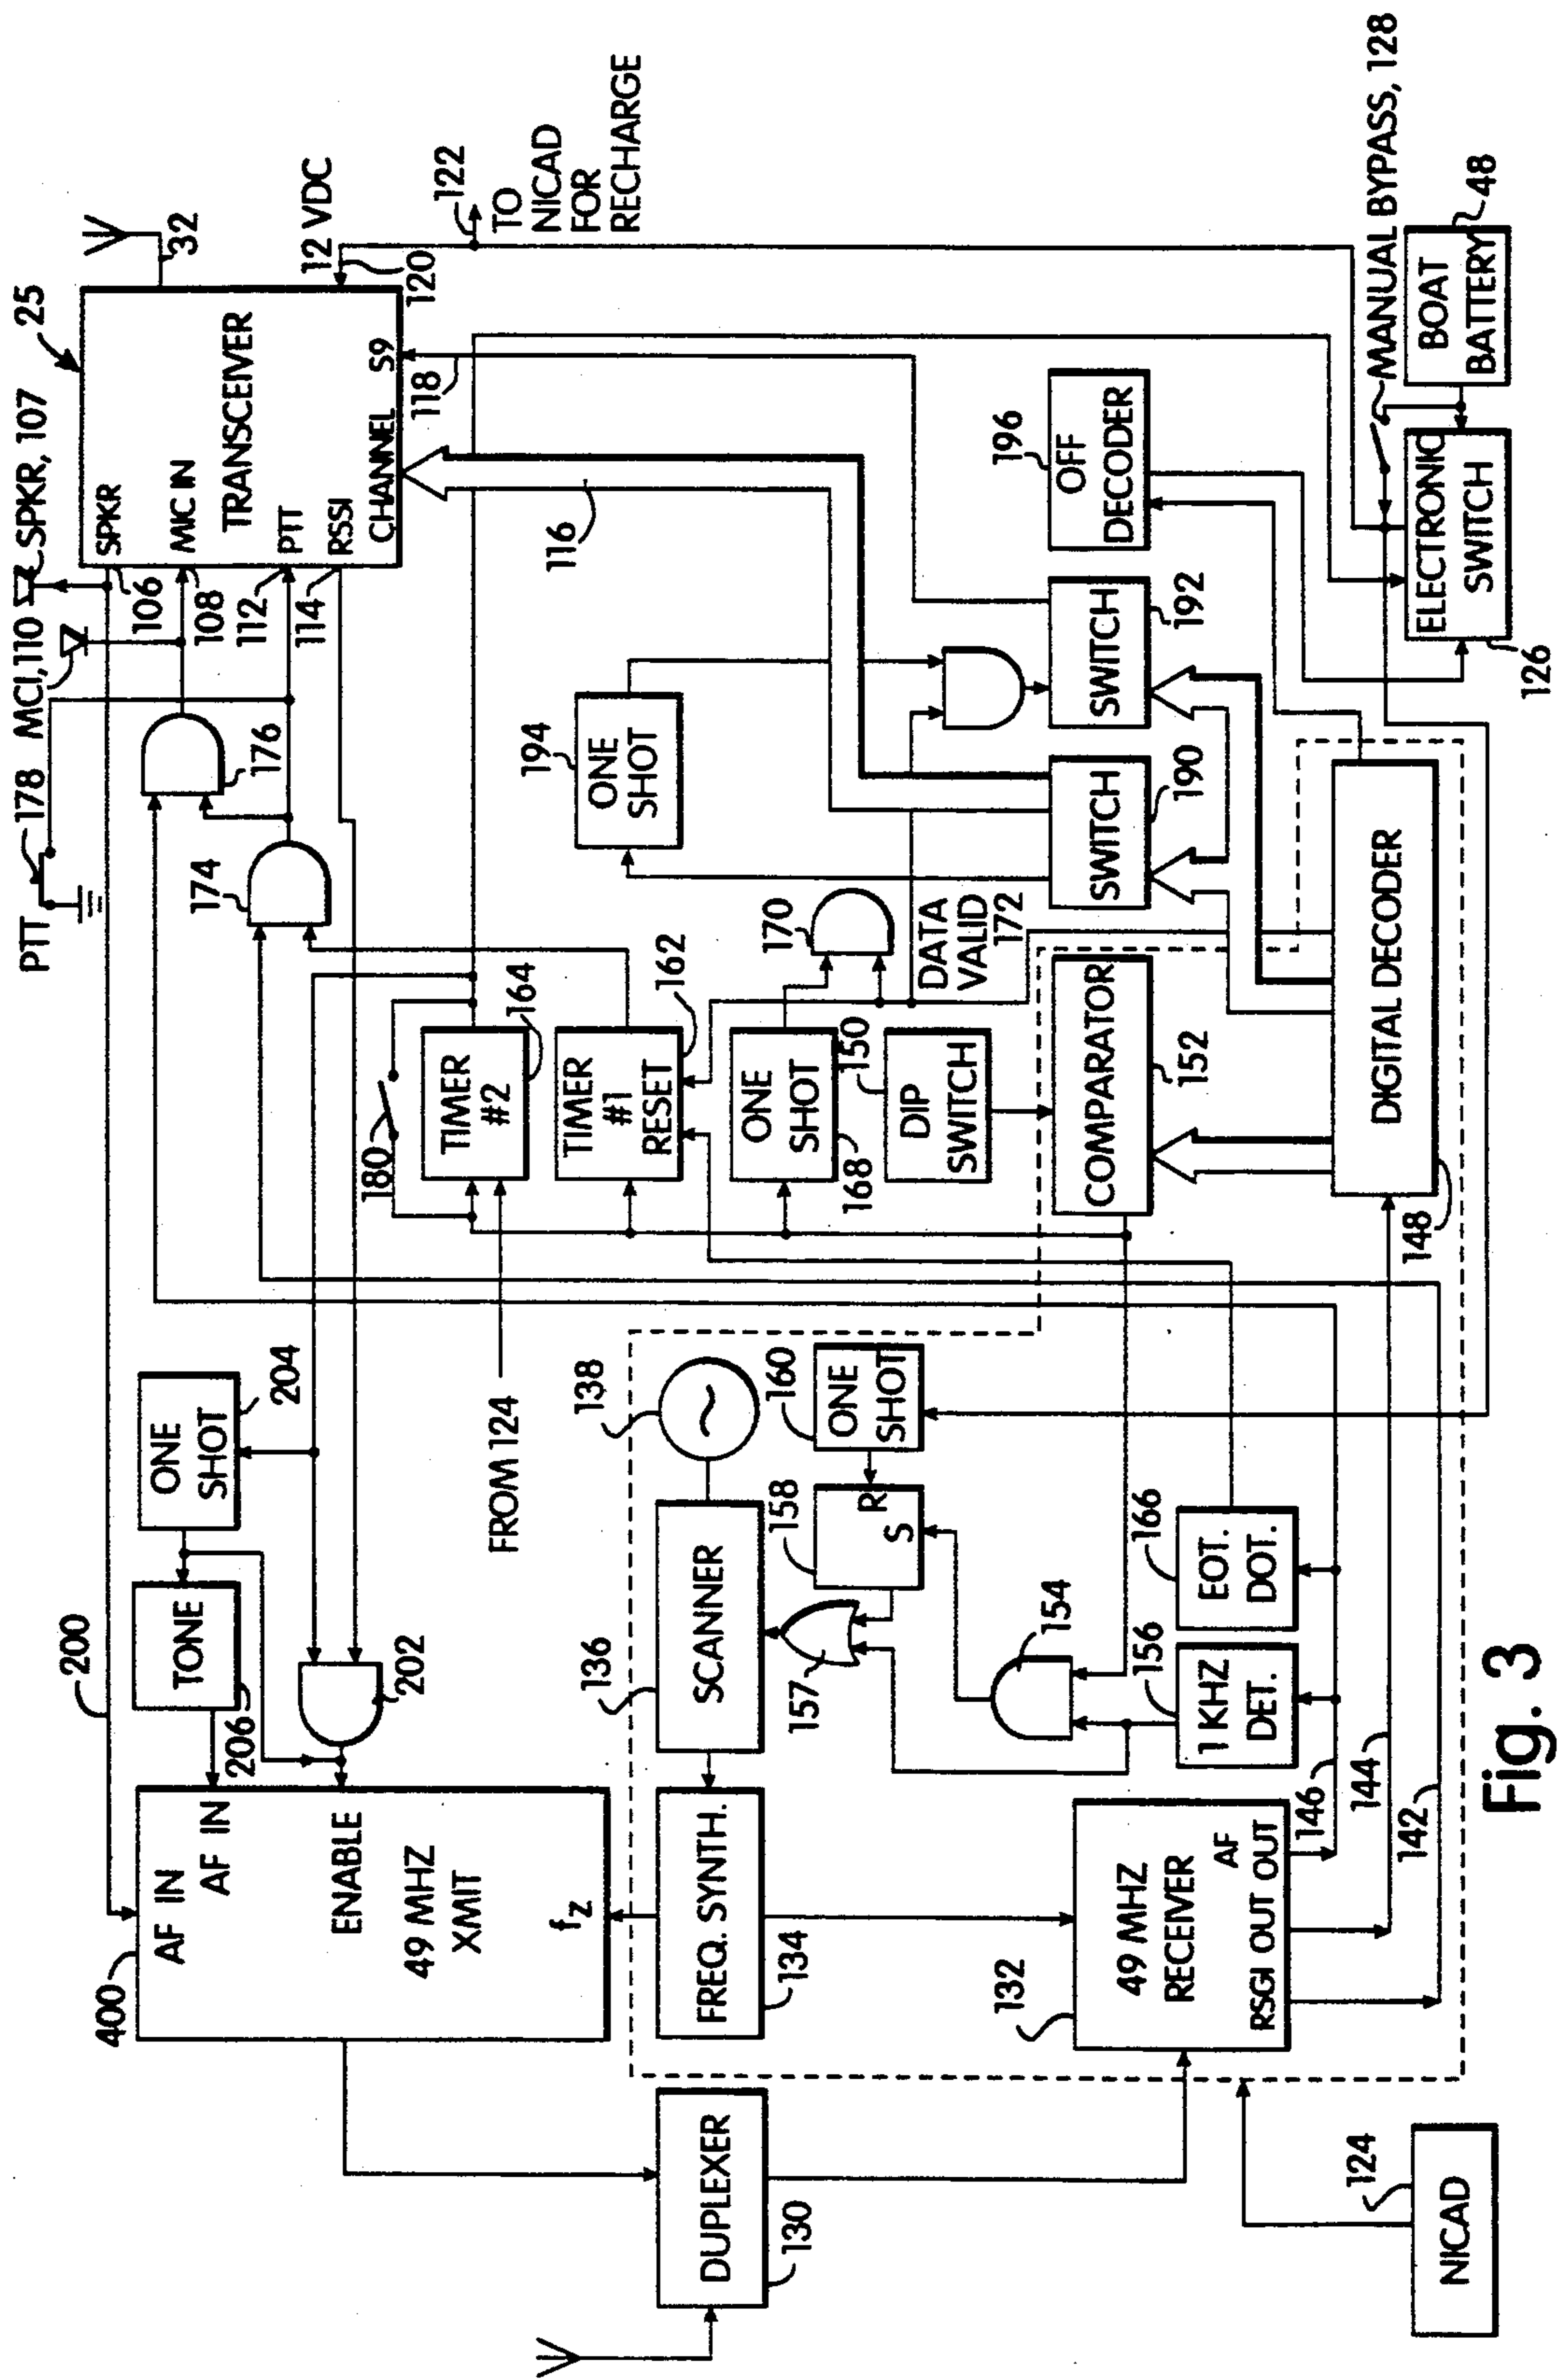 400
AF IN
AF IN
ENABLE
49 MHZ
XMIT
fz
200
TONE
206
ONE
SHOT
204
202
PTT
178
MCI,110
SPKR, 107
25
SPKR
MIC IN
TRANSCEIVER
PTT
RSSI
CHANNEL
S9
106
108
112
114
32
12 VDC
120
122
TO
NICAD
FOR
RECHARGE
118
116
176
174
180
TIMER
#2
164
FROM 124
TIMER
#1
RESET
162
ONE
SHOT
168
170
DATA
VALID
172
DIP
SWITCH
150
COMPARATOR
152
ONE
SHOT
194
SWITCH
190
SWITCH
192
OFF
DECODER
196
DIGITAL DECODER
148
MANUAL BYPASS, 128
BOAT
BATTERY
48
ELECTRONIC
SWITCH
126
DUPLEXER
130
FREQ. SYNTH.
134
SCANNER
136
138
157
158
R
S
ONE
SHOT
160
154
1 KHZ
DET.
156
EOT.
DOT.
166
132
49 MHZ
RECEIVER
AF
RSGI OUT OUT
146
144
142
NICAD
124
Fig. 3